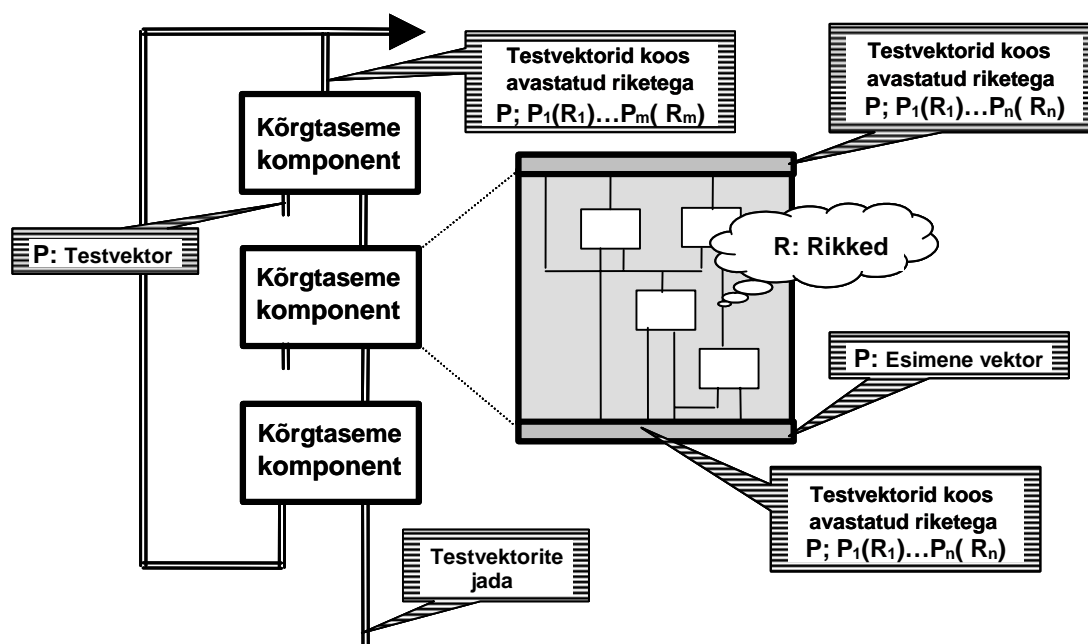 Testvektorid koos
avastatud riketega
P; P₁(R₁)…Pₘ( Rₘ)
Testvektorid koos
avastatud riketega
P; P₁(R₁)…Pₙ( Rₙ)
Kõrgtaseme
komponent
P: Testvektor
R: Rikked
Kõrgtaseme
komponent
P: Esimene vektor
Kõrgtaseme
komponent
Testvektorid koos
avastatud riketega
P; P₁(R₁)…Pₙ( Rₙ)
Testvektorite
jada